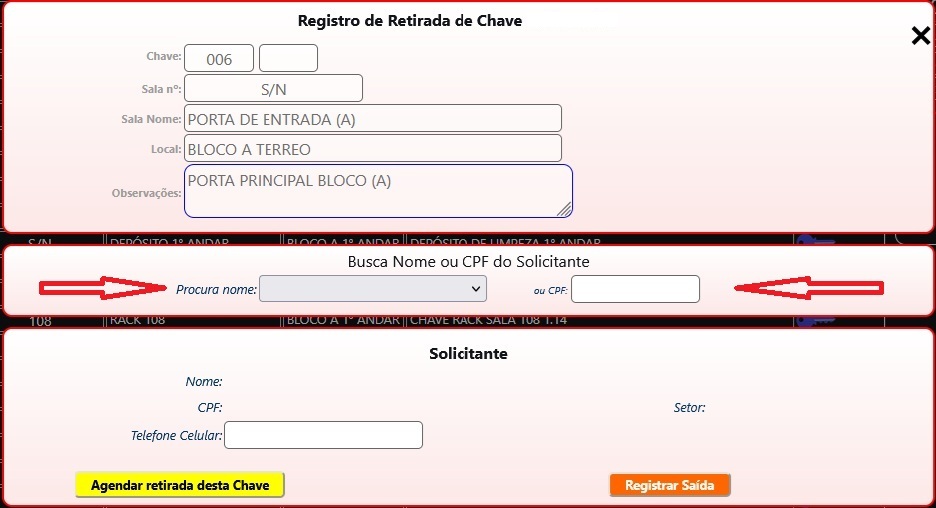 Registro de Retirada de Chave
Chave: 006
Sala nº: S/N
Sala Nome: PORTA DE ENTRADA (A)
Local: BLOCO A TERREO
Observações: PORTA PRINCIPAL BLOCO (A)
S/N DEPÓSITO 1º ANDAR BLOCO A 1º ANDAR DEPÓSITO DE LIMPEZA 1º ANDAR
Busca Nome ou CPF do Solicitante
Procura nome: ou CPF:
108 RACK 108 BLOCO A 1º ANDAR CHAVE RACK SALA 108 1.14
Solicitante
Nome:
CPF: Setor:
Telefone Celular:
Agendar retirada desta Chave Registrar Saída